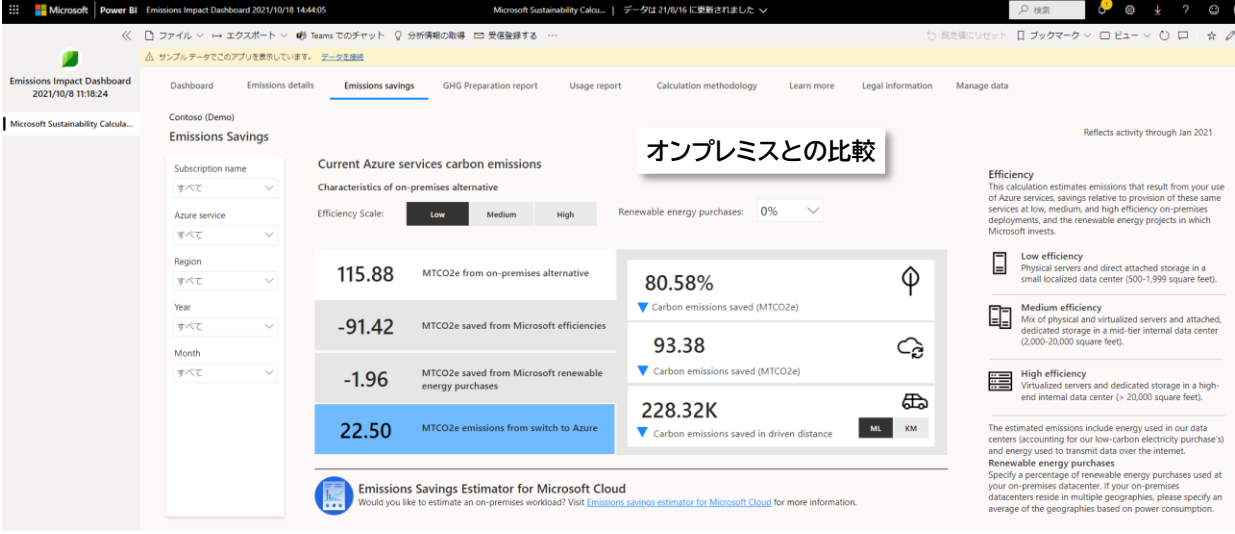 Microsoft Power BI Emissions Impact Dashboard 2021/10/18 14:44:05 Microsoft Sustainability Calcu... | データは 21/8/16 に更新されました 検索
ファイル エクスポート Teams でのチャット 分析情報の取得 受信登録する ... 既定値にリセット ブックマーク ビュー
サンプル データでこのアプリを表示しています。 データを接続
Emissions Impact Dashboard
2021/10/8 11:18:24
Microsoft Sustainability Calcula...
Dashboard Emissions details Emissions savings GHG Preparation report Usage report Calculation methodology Learn more Legal information Manage data
Contoso (Demo)
Emissions Savings
オンプレミスとの比較
Reflects activity through Jan 2021
Subscription name
すべて
Azure service
すべて
Region
すべて
Year
すべて
Month
すべて
Current Azure services carbon emissions
Characteristics of on-premises alternative
Efficiency Scale: Low Medium High Renewable energy purchases: 0%
115.88 MTCO2e from on-premises alternative
-91.42 MTCO2e saved from Microsoft efficiencies
-1.96 MTCO2e saved from Microsoft renewable
energy purchases
22.50 MTCO2e emissions from switch to Azure
80.58%
Carbon emissions saved (MTCO2e)
93.38
Carbon emissions saved (MTCO2e)
228.32K
Carbon emissions saved in driven distance ML KM
Emissions Savings Estimator for Microsoft Cloud
Would you like to estimate an on-premises workload? Visit Emissions savings estimator for Microsoft Cloud for more information.
Efficiency
This calculation estimates emissions that result from your use
of Azure services, savings relative to provision of these same
services at low, medium, and high efficiency on-premises
deployments, and the renewable energy projects in which
Microsoft invests.
Low efficiency
Physical servers and direct attached storage in a
small localized data center (500-1,999 square feet).
Medium efficiency
Mix of physical and virtualized servers and attached,
dedicated storage in a mid-tier internal data center
(2,000-20,000 square feet).
High efficiency
Virtualized servers and dedicated storage in a high-
end internal data center (> 20,000 square feet).
The estimated emissions include energy used in our data
centers (accounting for our low-carbon electricity purchase's)
and energy used to transmit data over the internet.
Renewable energy purchases
Specify a percentage of renewable energy purchases used at
your on-premises datacenter. If your on-premises
datacenters reside in multiple geographies, please specify an
average of the geographies based on power consumption.